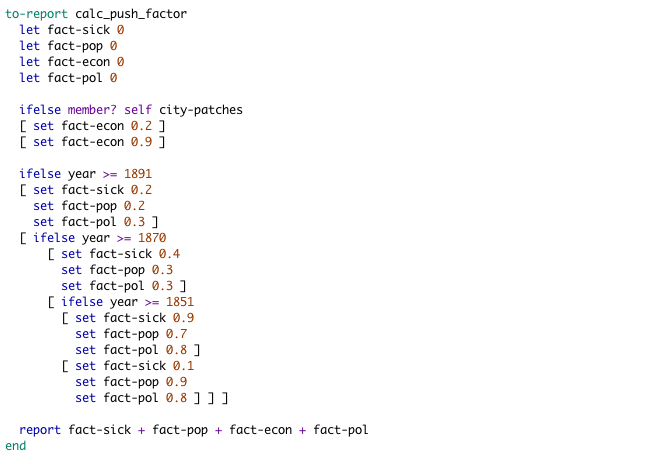 to-report calc_push_factor
  let fact-sick 0
  let fact-pop 0
  let fact-econ 0
  let fact-pol 0

  ifelse member? self city-patches
  [ set fact-econ 0.2 ]
  [ set fact-econ 0.9 ]

  ifelse year >= 1891
  [ set fact-sick 0.2
    set fact-pop 0.2
    set fact-pol 0.3 ]
  [ ifelse year >= 1870
      [ set fact-sick 0.4
        set fact-pop 0.3
        set fact-pol 0.3 ]
      [ ifelse year >= 1851
        [ set fact-sick 0.9
          set fact-pop 0.7
          set fact-pol 0.8 ]
        [ set fact-sick 0.1
          set fact-pop 0.9
          set fact-pol 0.8 ] ] ]

  report fact-sick + fact-pop + fact-econ + fact-pol
end